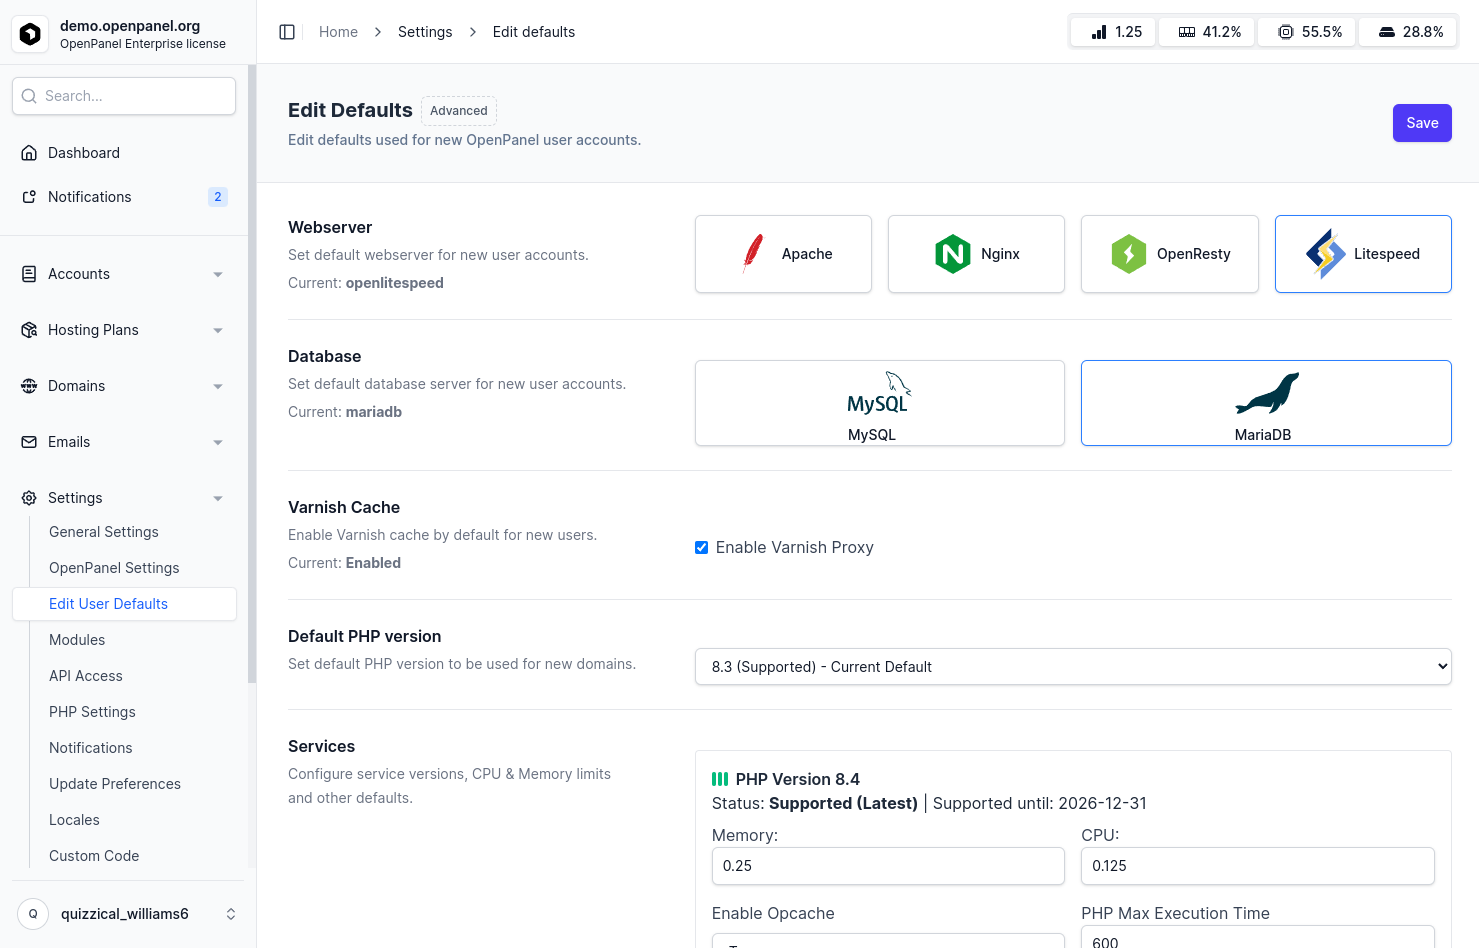 demo.openpanel.org
OpenPanel Enterprise license
Search...
Dashboard
Notifications
2
Accounts
Hosting Plans
Domains
Emails
Settings
General Settings
OpenPanel Settings
Edit User Defaults
Modules
API Access
PHP Settings
Notifications
Update Preferences
Locales
Custom Code
Q
quizzical_williams6
Home
Settings
Edit defaults
1.25
41.2%
55.5%
28.8%
Edit Defaults
Advanced
Edit defaults used for new OpenPanel user accounts.
Save
Webserver
Set default webserver for new user accounts.
Current: openlitespeed
Apache
Nginx
OpenResty
Litespeed
Database
Set default database server for new user accounts.
Current: mariadb
MySQL
MySQL
MariaDB
Varnish Cache
Enable Varnish cache by default for new users.
Current: Enabled
Enable Varnish Proxy
Default PHP version
Set default PHP version to be used for new domains.
8.3 (Supported) - Current Default
Services
Configure service versions, CPU & Memory limits
and other defaults.
PHP Version 8.4
Status: Supported (Latest) | Supported until: 2026-12-31
Memory:
CPU:
0.25
0.125
Enable Opcache
PHP Max Execution Time
600